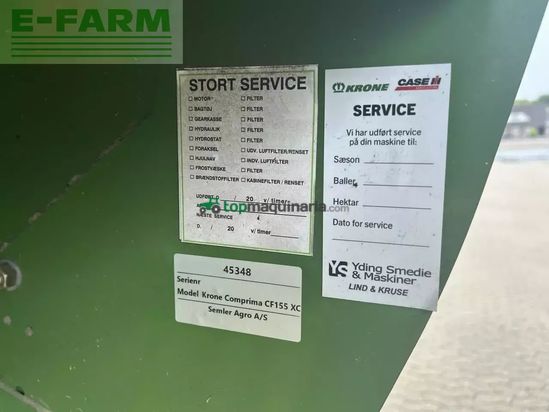 E-FARM
STORT SERVICE
MOTOR FILTER
BAGTØJ FILTER
GEARKASSE FILTER
HYDRAULIK FILTER
HYDROSTAT FILTER
FORAKSEL UDV. LUFTFILTER/RENSET
HJULNAV INDV. LUFTFILTER
FROSTVÆSKE FILTER
BRÆNDSTOFFILTER KABINEFILTER / RENSET
UDFØRT D. / 20 v/ timer:
NÆSTE SERVICE
D. / 20 v/ timer
topmaquinaria.com
KRONE CASE IH
SERVICE
Vi har udført service
på din maskine til:
Sæson:
Baller:
Hektar:
Dato for service
YS Yding Smedie
& Maskiner
LIND & KRUSE
45348
Serienr
Model Krone Comprima CF155 XC
Semler Agro A/S